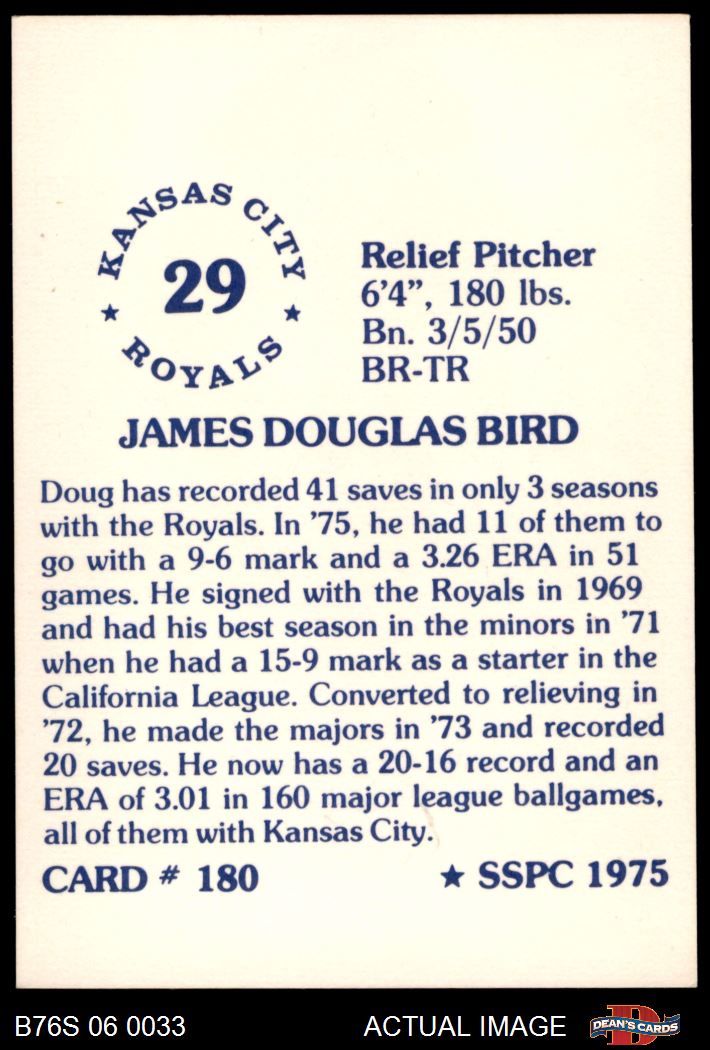 KANSAS CITY
29
★ ★
ROYALS
Relief Pitcher
6'4", 180 lbs.
Bn. 3/5/50
BR-TR
JAMES DOUGLAS BIRD
Doug has recorded 41 saves in only 3 seasons
with the Royals. In '75, he had 11 of them to
go with a 9-6 mark and a 3.26 ERA in 51
games. He signed with the Royals in 1969
and had his best season in the minors in '71
when he had a 15-9 mark as a starter in the
California League. Converted to relieving in
'72, he made the majors in '73 and recorded
20 saves. He now has a 20-16 record and an
ERA of 3.01 in 160 major league ballgames,
all of them with Kansas City.
CARD # 180 ★ SSPC 1975
B76S 06 0033 ACTUAL IMAGE D DEAN'S CARDS